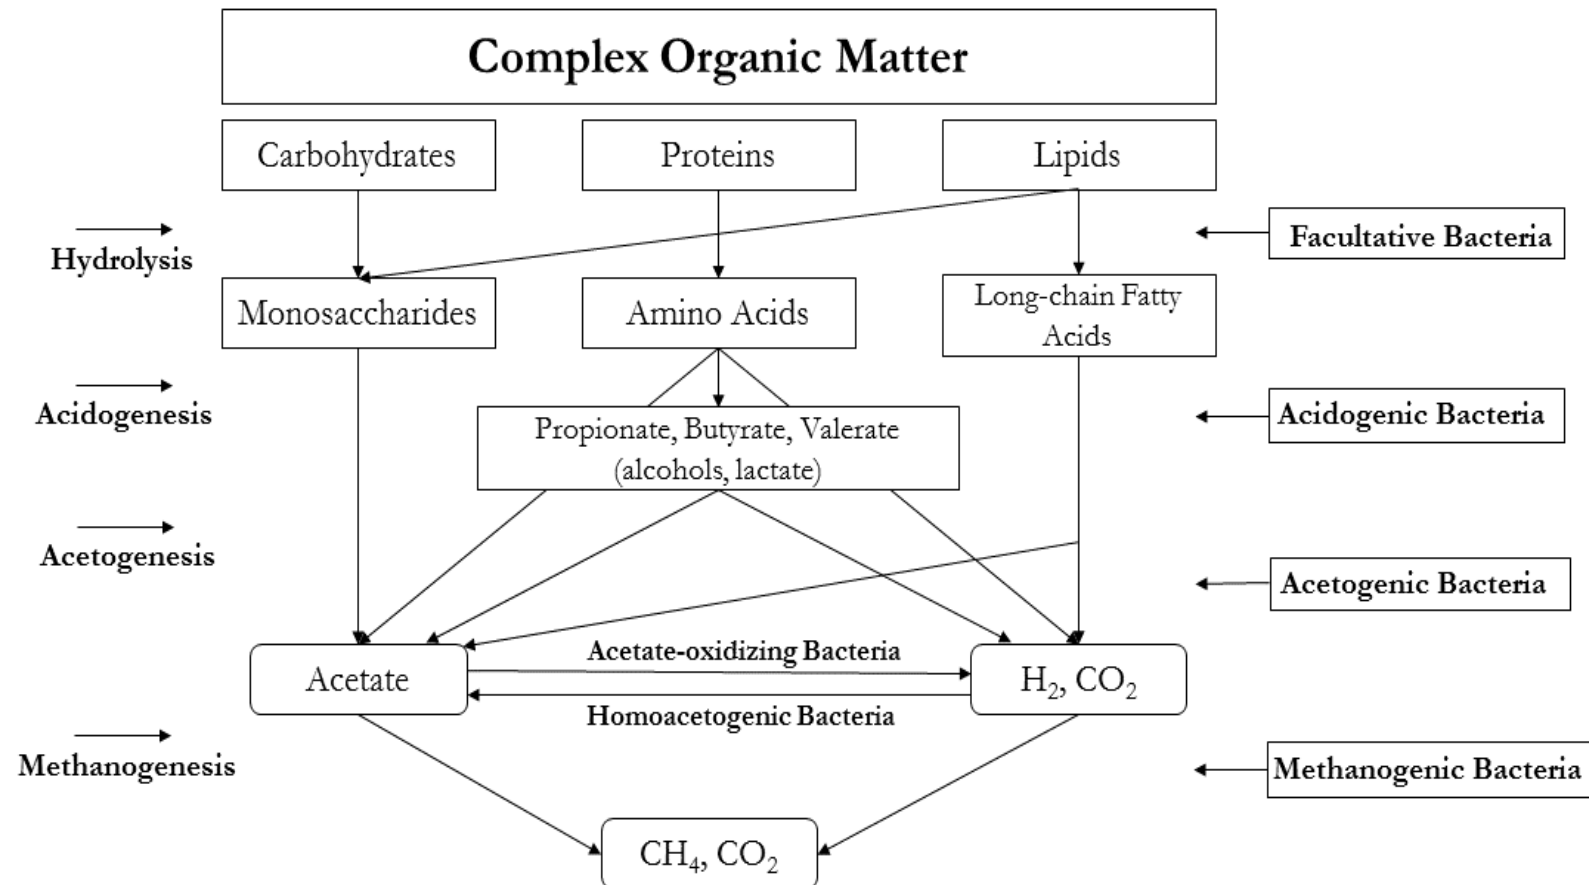 Complex Organic Matter
Carbohydrates
Proteins
Lipids
Hydrolysis
Facultative Bacteria
Monosaccharides
Amino Acids
Long-chain Fatty
Acids
Acidogenesis
Propionate, Butyrate, Valerate
(alcohols, lactate)
Acidogenic Bacteria
Acetogenesis
Acetogenic Bacteria
Acetate
Acetate-oxidizing Bacteria
Homoacetogenic Bacteria
H₂, CO₂
Methanogenesis
Methanogenic Bacteria
CH₄, CO₂